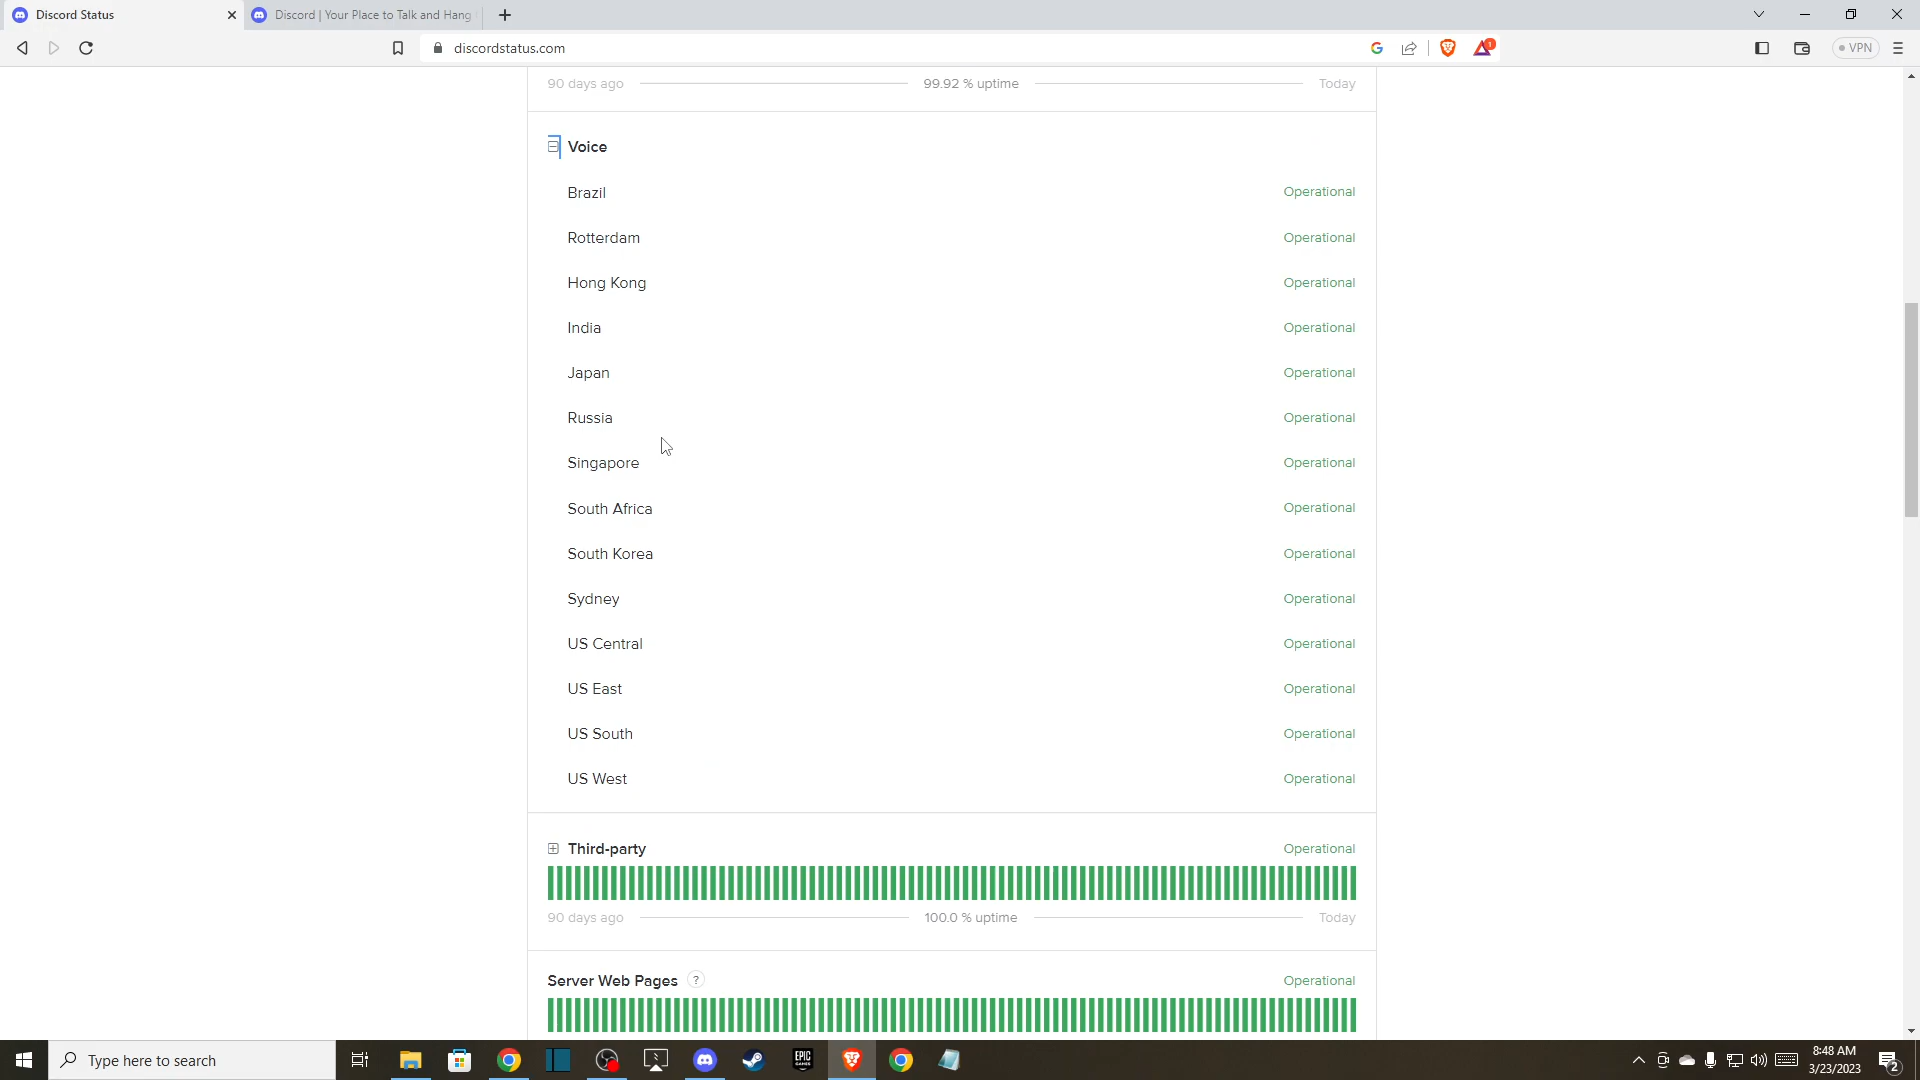 Discord Status
Discord | Your Place to Talk and Hang
discordstatus.com
1
VPN
90 days ago 99.92 % uptime Today
Voice
Brazil Operational
Rotterdam Operational
Hong Kong Operational
India Operational
Japan Operational
Russia Operational
Singapore Operational
South Africa Operational
South Korea Operational
Sydney Operational
US Central Operational
US East Operational
US South Operational
US West Operational
Third-party Operational
90 days ago 100.0 % uptime Today
Server Web Pages ? Operational
Type here to search
EPIC GAMES
8:48 AM
3/23/2023
2